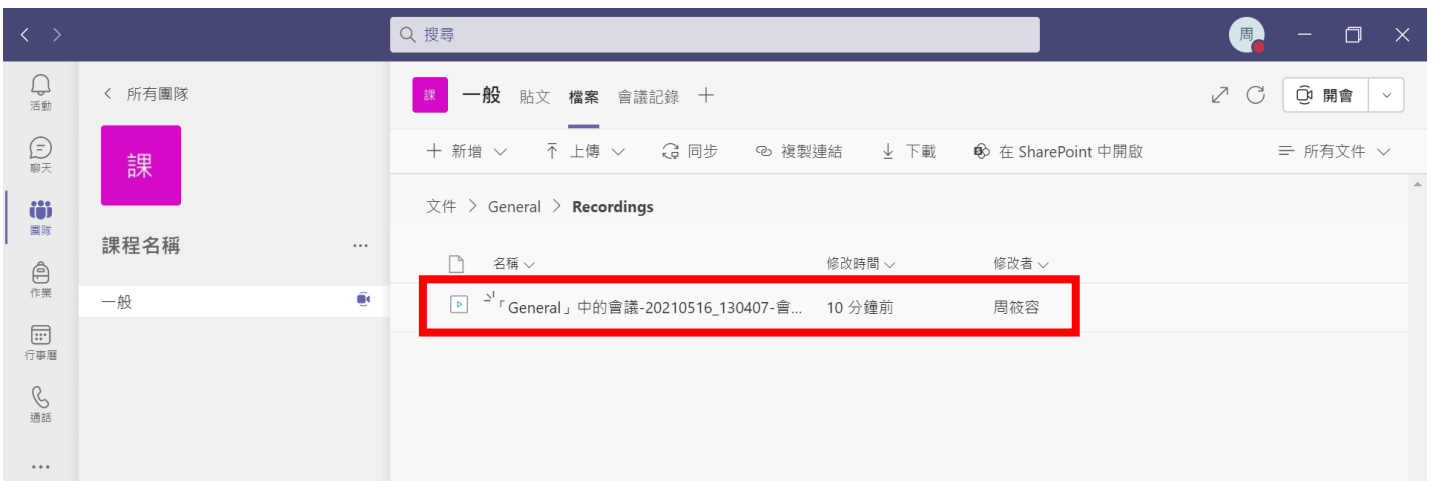 搜尋
周
活動
聊天
團隊
作業
行事曆
通話
所有團隊
課
課程名稱
一般
課 一般 貼文 檔案 會議記錄
開會
新增 上傳 同步 複製連結 下載 在 SharePoint 中開啟 所有文件
文件 > General > Recordings
名稱 修改時間 修改者
「General」中的會議-20210516_130407-會... 10 分鐘前 周筱容